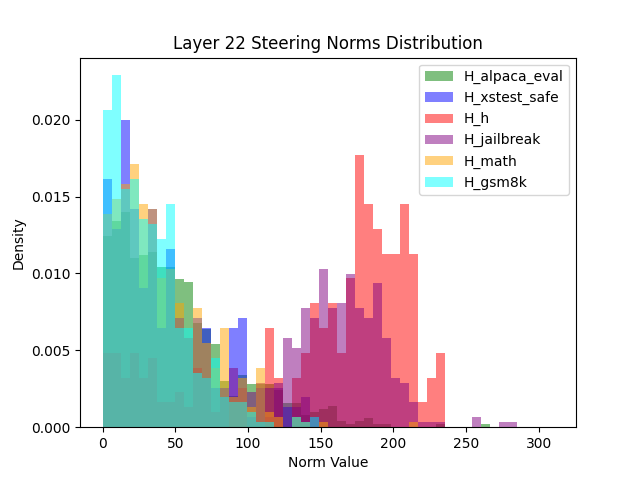 Layer 22 Steering Norms Distribution
H_alpaca_eval
H_xstest_safe
H_h
H_jailbreak
H_math
H_gsm8k
Density
0.020
0.015
0.010
0.005
0.000
0
50
100
150
200
250
300
Norm Value